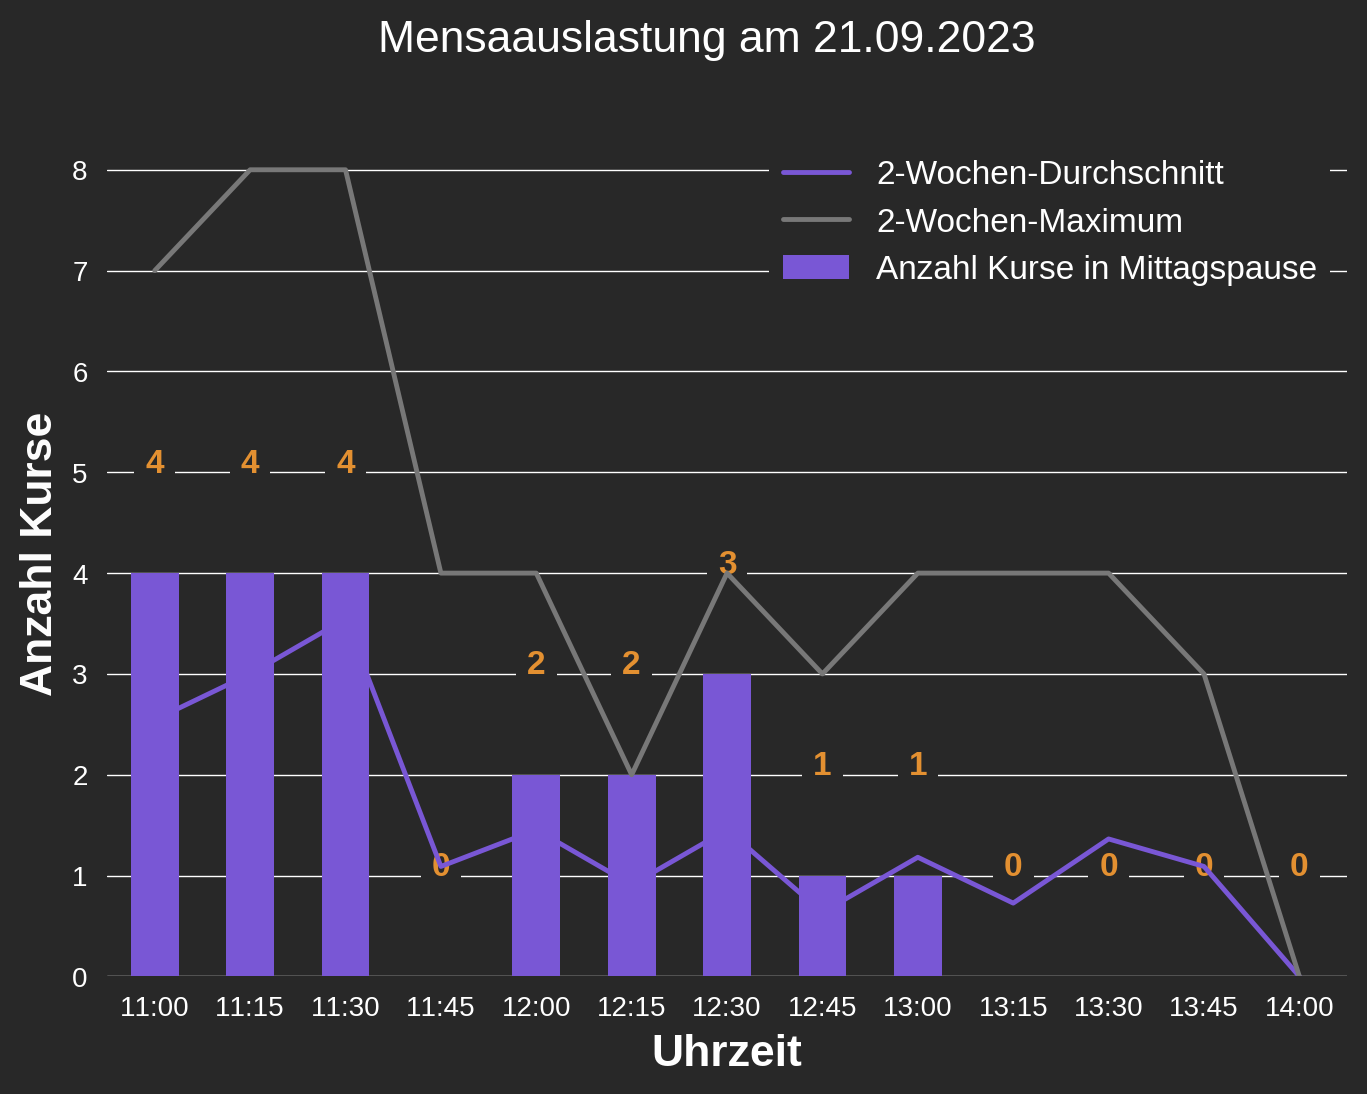 Mensaauslastung am 21.09.2023
2-Wochen-Durchschnitt
2-Wochen-Maximum
Anzahl Kurse in Mittagspause
Anzahl Kurse
8
7
6
5
4
3
2
1
0
4 4 4 0 2 2 3 1 1 0 0 0 0
11:00 11:15 11:30 11:45 12:00 12:15 12:30 12:45 13:00 13:15 13:30 13:45 14:00
Uhrzeit